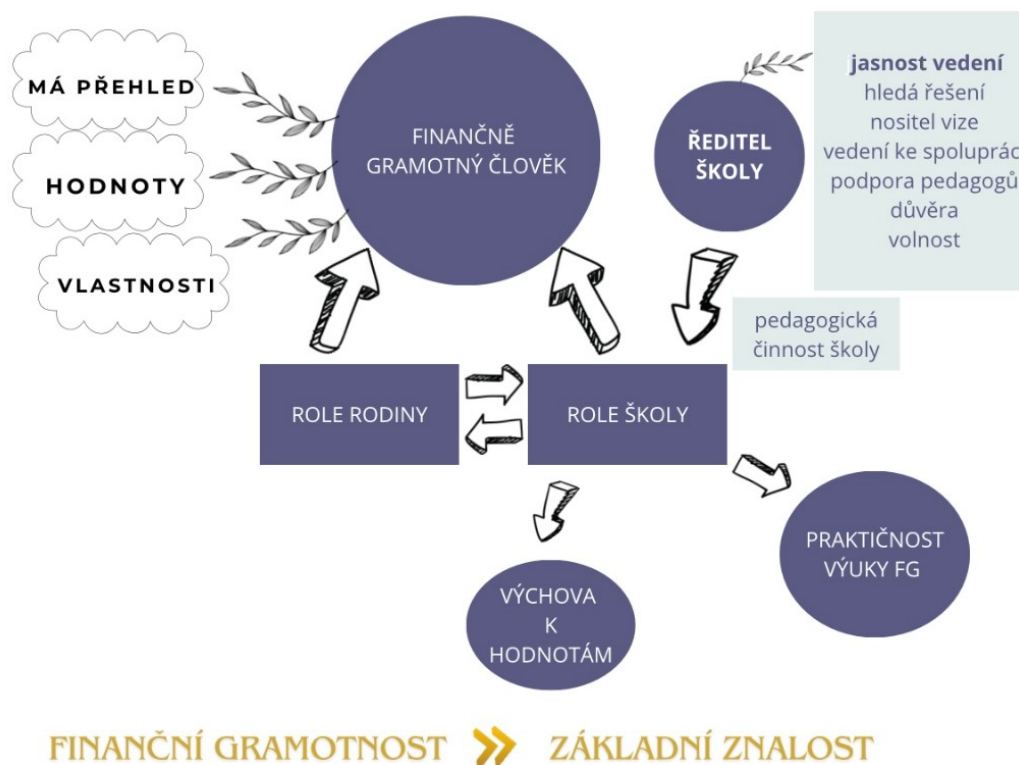 MÁ PŘEHLED
HODNOTY
VLASTNOSTI
FINANČNĚ
GRAMOTNÝ ČLOVĚK
ŘEDITEL
ŠKOLY
jasnost vedení
hledá řešení
nositel vize
vedení ke spoluprác
podpora pedagogů
důvěra
volnost
pedagogická
činnost školy
ROLE RODINY
ROLE ŠKOLY
PRAKTIČNOST
VÝUKY FG
VÝCHOVA
K
HODNOTÁM
FINANČNÍ GRAMOTNOST >> ZÁKLADNÍ ZNALOST